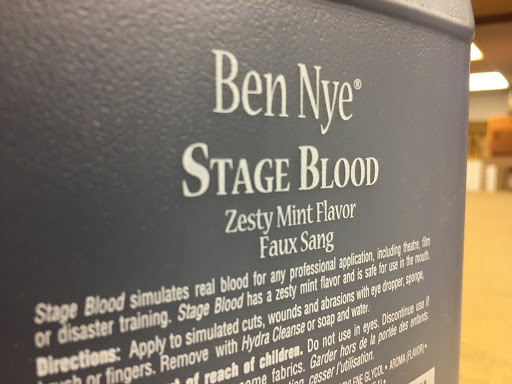 Ben Nye®
STAGE BLOOD
Zesty Mint Flavor
Faux Sang
Stage Blood simulates real blood for any professional application, including theatre, film
or disaster training. Stage Blood has a zesty mint flavor and is safe for use in the mouth.
Directions: Apply to simulated cuts, wounds and abrasions with eye dropper, sponge,
brush or fingers. Remove with Hydra Cleanse or soap and water.
of reach of children. Do not use in eyes. Discontinue use if
some fabrics. Garder hors de la portée des enfants.
cesser l'utilisation.
GLYCOL • AROMA (FLAVOR) •